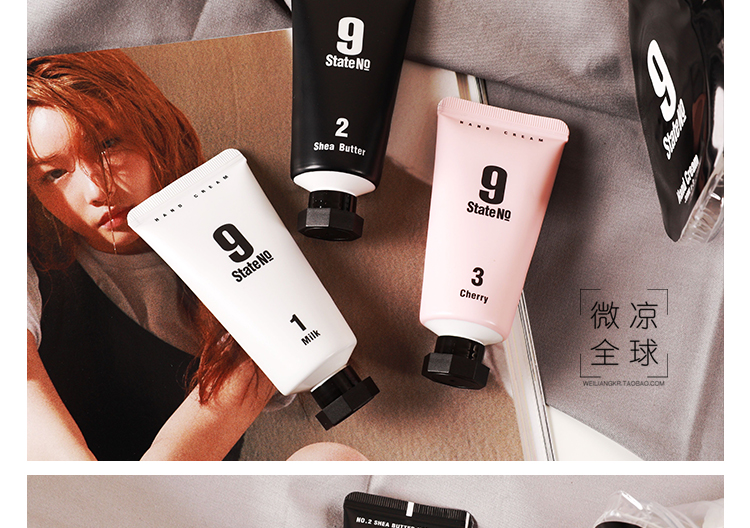 9
StateNo
2
Shea Butter
HAND CREAM
9
StateNo
1
Milk
HAND CREAM
9
StateNo
3
Cherry
9
StateNo
Hand Cream
微凉
全球
WEILIANGKR.TAOBAO.COM
NO.2 SHEA BUTTER